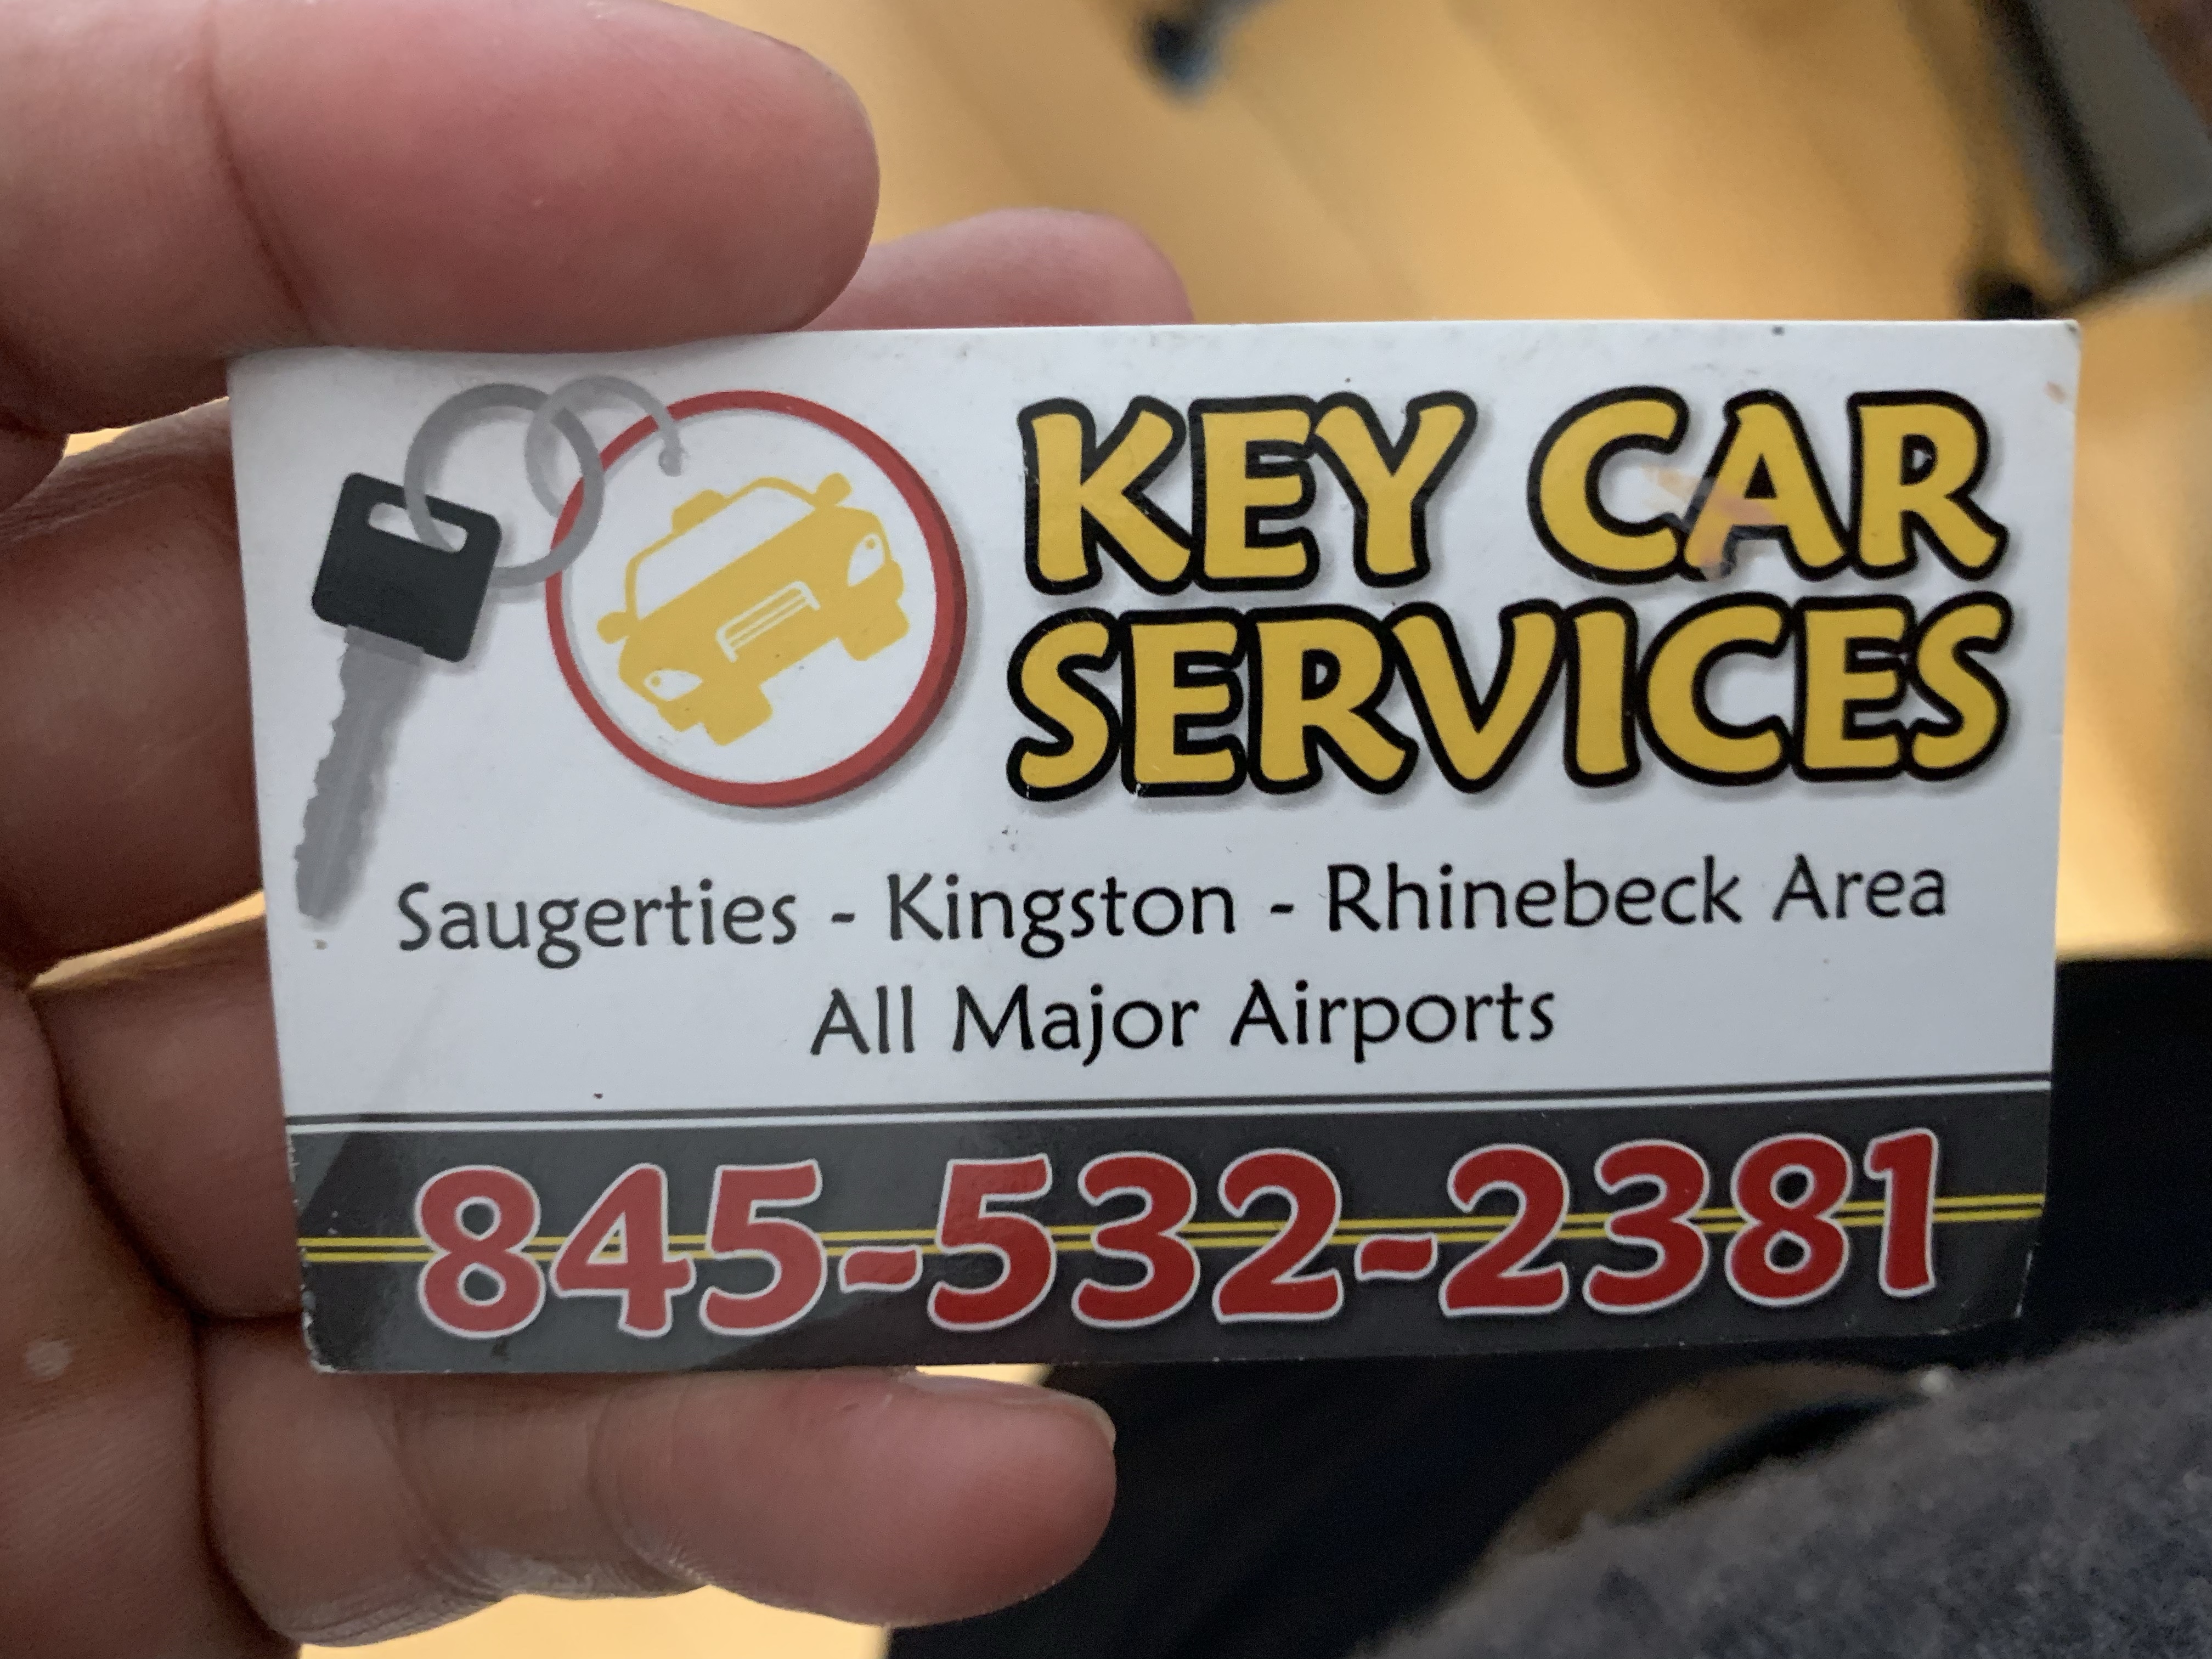 KEY CAR
SERVICES
Saugerties - Kingston - Rhinebeck Area
All Major Airports
845-532-2381